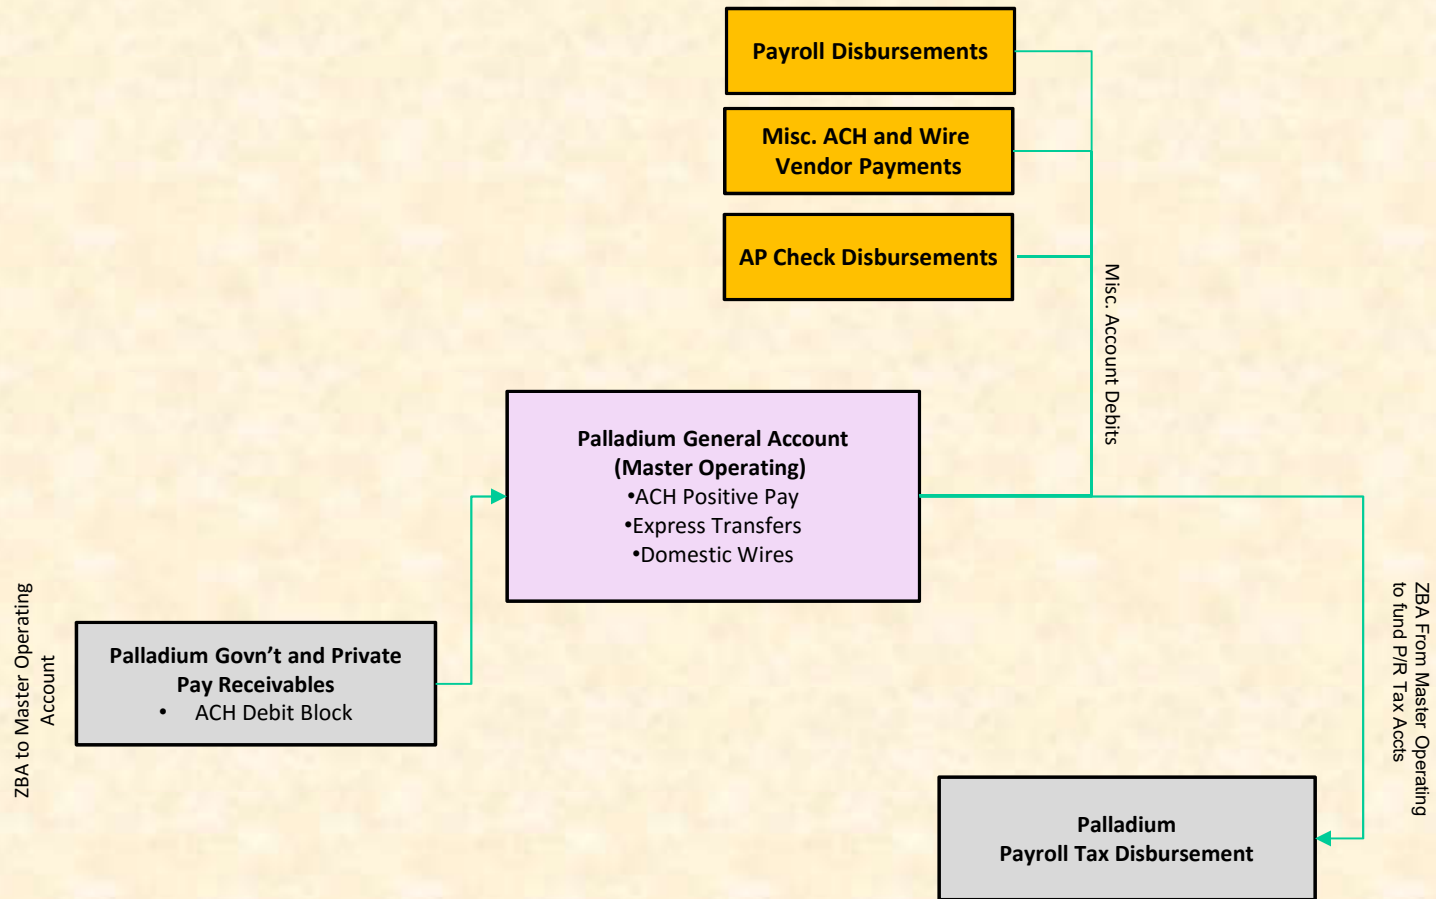 Payroll Disbursements
Misc. ACH and Wire
Vendor Payments
AP Check Disbursements
Misc. Account Debits
Palladium General Account
(Master Operating)
•ACH Positive Pay
•Express Transfers
•Domestic Wires
ZBA to Master Operating
Account
Palladium Govn’t and Private
Pay Receivables
• ACH Debit Block
ZBA From Master Operating
to fund P/R Tax Accts
Palladium
Payroll Tax Disbursement